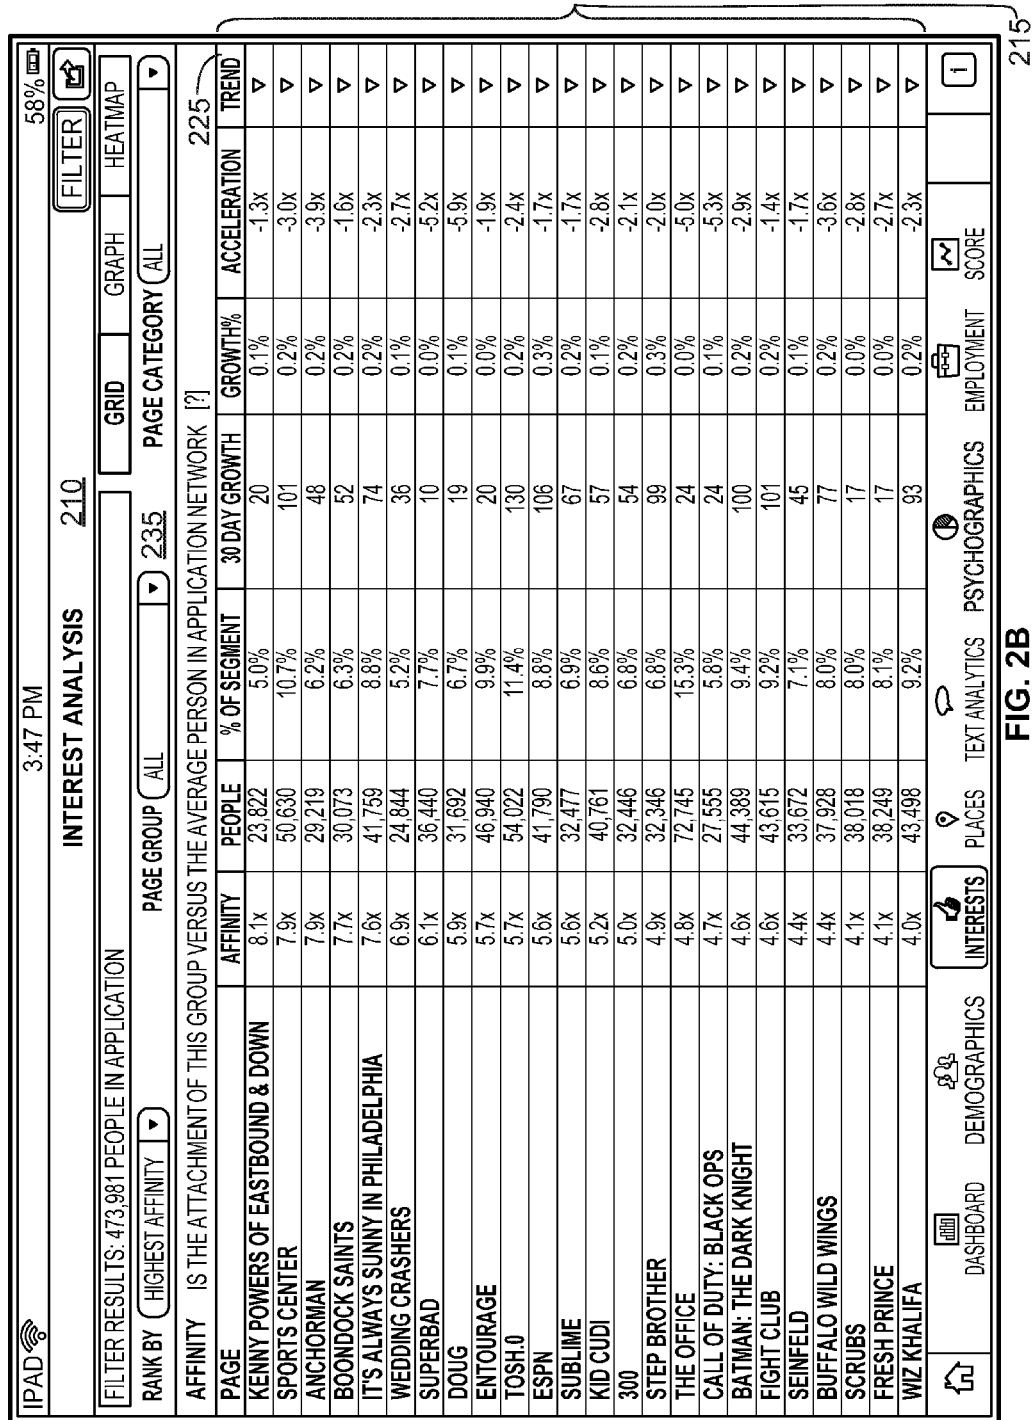 IPAD 3:47 PM 58%
INTEREST ANALYSIS 210 FILTER
FILTER RESULTS: 473,981 PEOPLE IN APPLICATION GRID GRAPH HEATMAP
RANK BY HIGHEST AFFINITY PAGE GROUP ALL 235 PAGE CATEGORY ALL
AFFINITY IS THE ATTACHMENT OF THIS GROUP VERSUS THE AVERAGE PERSON IN APPLICATION NETWORK [?] 225
PAGE AFFINITY PEOPLE % OF SEGMENT 30 DAY GROWTH GROWTH% ACCELERATION TREND
KENNY POWERS OF EASTBOUND & DOWN 8.1x 23,822 5.0% 20 0.1% -1.3x
SPORTS CENTER 7.9x 50,630 10.7% 101 0.2% -3.0x
ANCHORMAN 7.9x 29,219 6.2% 48 0.2% -3.9x
BOONDOCK SAINTS 7.7x 30,073 6.3% 52 0.2% -1.6x
IT'S ALWAYS SUNNY IN PHILADELPHIA 7.6x 41,759 8.8% 74 0.2% -2.3x
WEDDING CRASHERS 6.9x 24,844 5.2% 36 0.1% -2.7x
SUPERBAD 6.1x 36,440 7.7% 10 0.0% -5.2x
DOUG 5.9x 31,692 6.7% 19 0.1% -5.9x
ENTOURAGE 5.7x 46,940 9.9% 20 0.0% -1.9x
TOSH.0 5.7x 54,022 11.4% 130 0.2% -2.4x
ESPN 5.6x 41,790 8.8% 106 0.3% -1.7x
SUBLIME 5.6x 32,477 6.9% 67 0.2% -1.7x
KID CUDI 5.2x 40,761 8.6% 57 0.1% -2.8x
300 5.0x 32,446 6.8% 54 0.2% -2.1x
STEP BROTHER 4.9x 32,346 6.8% 99 0.3% -2.0x
THE OFFICE 4.8x 72,745 15.3% 24 0.0% -5.0x
CALL OF DUTY: BLACK OPS 4.7x 27,555 5.8% 24 0.1% -5.3x
BATMAN: THE DARK KNIGHT 4.6x 44,389 9.4% 100 0.2% -2.9x
FIGHT CLUB 4.6x 43,615 9.2% 101 0.2% -1.4x
SEINFELD 4.4x 33,672 7.1% 45 0.1% -1.7x
BUFFALO WILD WINGS 4.4x 37,928 8.0% 77 0.2% -3.6x
SCRUBS 4.1x 38,018 8.0% 17 0.0% -2.8x
FRESH PRINCE 4.1x 38,249 8.1% 17 0.0% -2.7x
WIZ KHALIFA 4.0x 43,498 9.2% 93 0.2% -2.3x
DASHBOARD DEMOGRAPHICS INTERESTS PLACES TEXT ANALYTICS PSYCHOGRAPHICS EMPLOYMENT SCORE i
215
FIG. 2B